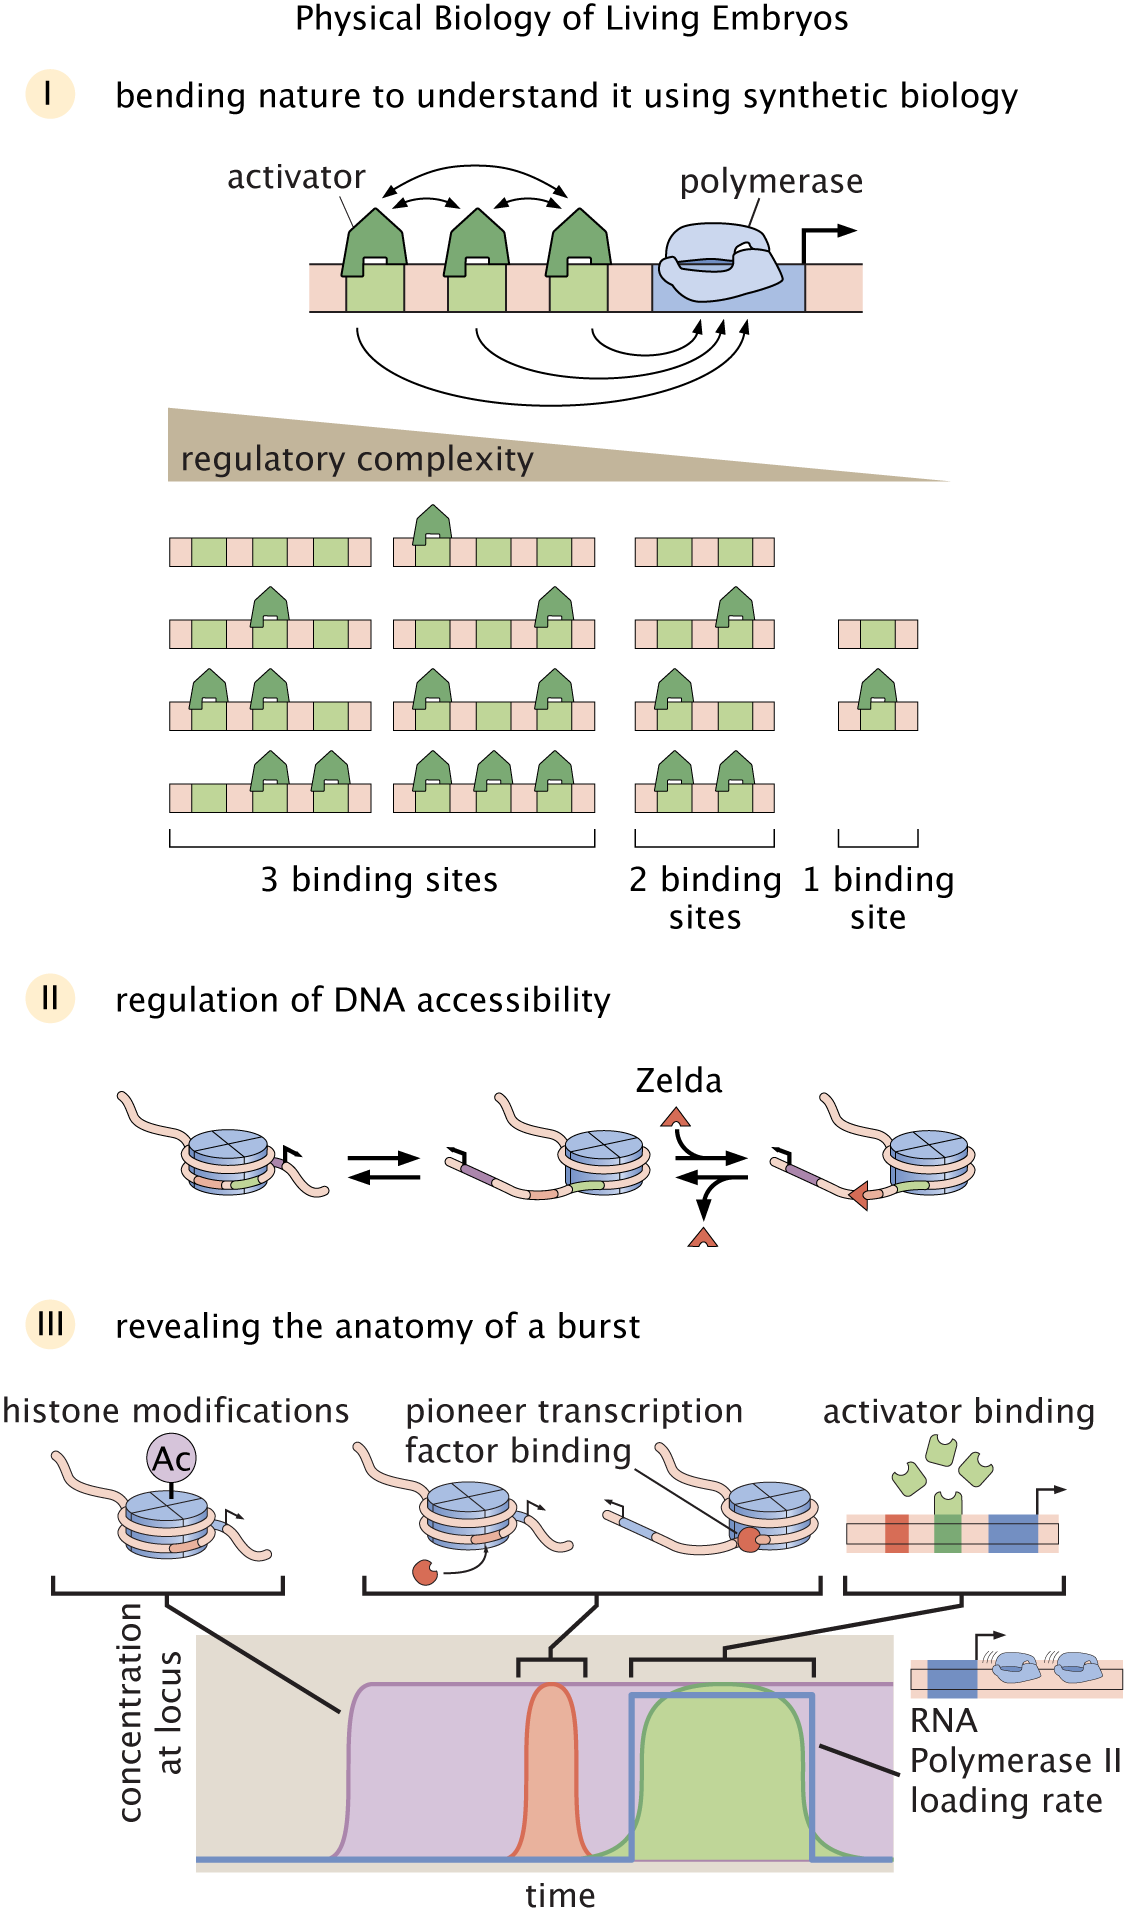 Physical Biology of Living Embryos
I bending nature to understand it using synthetic biology
activator
polymerase
regulatory complexity
3 binding sites
2 binding
sites
1 binding
site
II regulation of DNA accessibility
Zelda
III revealing the anatomy of a burst
histone modifications
Ac
pioneer transcription
factor binding
activator binding
concentration
at locus
RNA
Polymerase II
loading rate
time